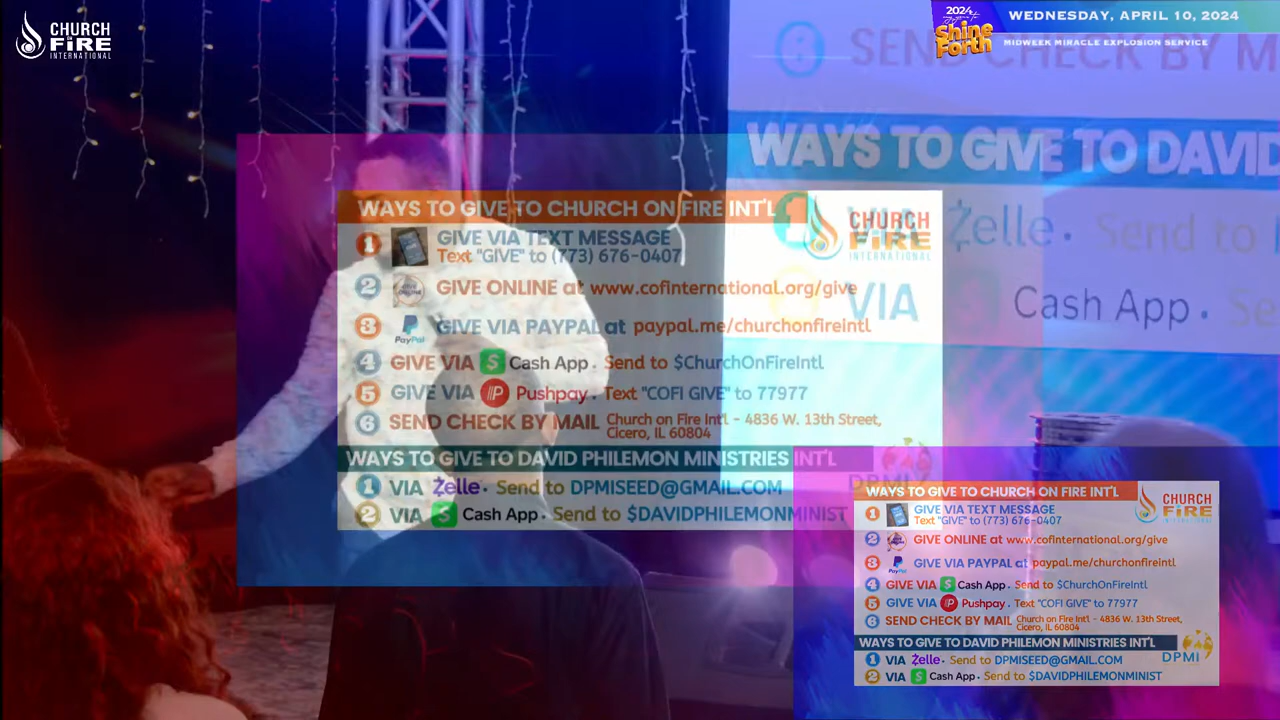 CHURCH
ON
FIRE
INTERNATIONAL
2024
Shine
Forth
WEDNESDAY, APRIL 10, 2024
MIDWEEK MIRACLE EXPLOSION SERVICE
SEND CHECK BY M
WAYS TO GIVE TO DAVID
VIA Zelle • Send to
VIA Cash App • Se
WAYS TO GIVE TO CHURCH ON FIRE INT'L
CHURCH
FIRE
INTERNATIONAL
1 GIVE VIA TEXT MESSAGE
Text "GIVE" to (773) 676-0407
2 GIVE ONLINE at www.cofinternational.org/give
3 PayPal GIVE VIA PAYPAL at paypal.me/churchonfireintl
4 GIVE VIA $ Cash App • Send to $ChurchOnFireIntl
5 GIVE VIA Pushpay • Text "COFI GIVE" to 77977
6 SEND CHECK BY MAIL Church on Fire Int'l - 4836 W. 13th Street,
Cicero, IL 60804
WAYS TO GIVE TO DAVID PHILEMON MINISTRIES INT'L
1 VIA Zelle • Send to DPMISEED@GMAIL.COM
2 VIA $ Cash App • Send to $DAVIDPHILEMONMINIST
DPMI
WAYS TO GIVE TO CHURCH ON FIRE INT'L
CHURCH
FIRE
INTERNATIONAL
1 GIVE VIA TEXT MESSAGE
Text "GIVE" to (773) 676-0407
2 GIVE ONLINE at www.cofinternational.org/give
3 PayPal GIVE VIA PAYPAL at paypal.me/churchonfireintl
4 GIVE VIA $ Cash App • Send to $ChurchOnFireIntl
5 GIVE VIA Pushpay • Text "COFI GIVE" to 77977
6 SEND CHECK BY MAIL Church on Fire Int'l - 4836 W. 13th Street,
Cicero, IL 60804
WAYS TO GIVE TO DAVID PHILEMON MINISTRIES INT'L
1 VIA Zelle • Send to DPMISEED@GMAIL.COM
2 VIA $ Cash App • Send to $DAVIDPHILEMONMINIST
DPMI